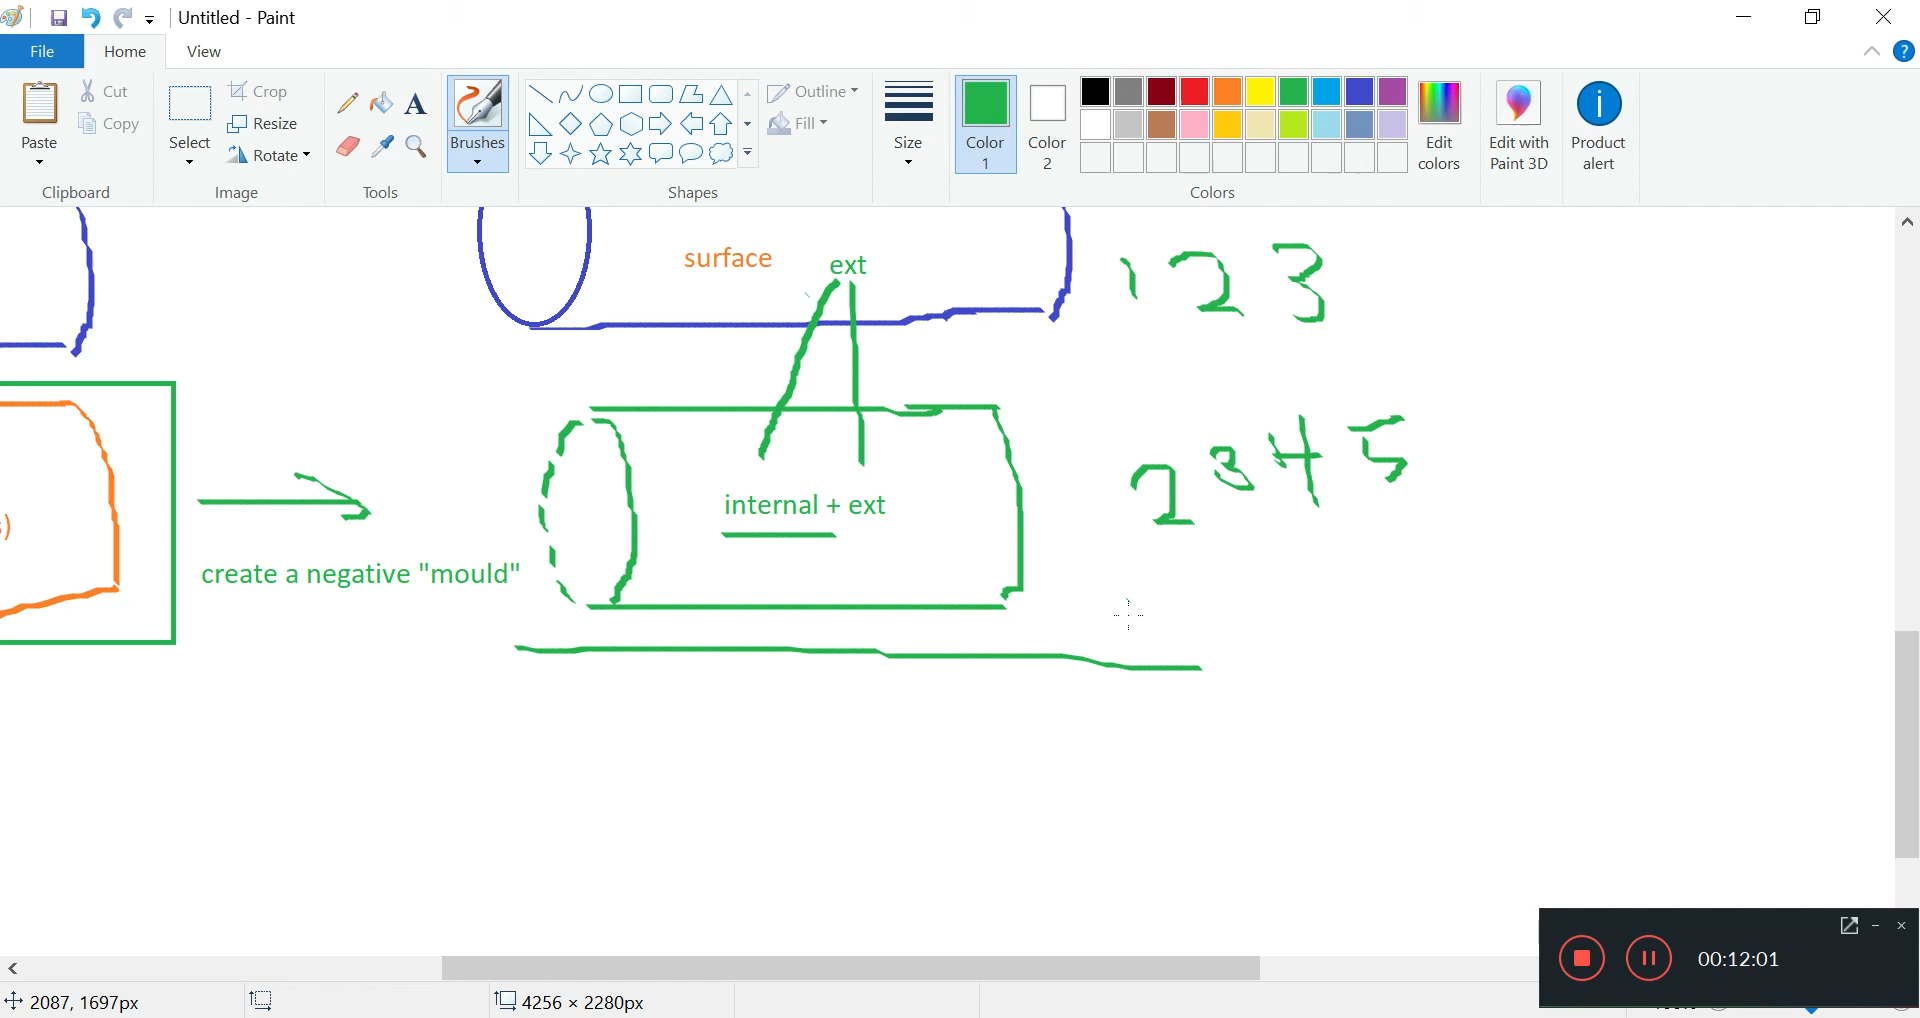 Untitled - Paint
File Home View
Paste
Cut
Copy
Clipboard
Select
Crop
Resize
Rotate
Image
Tools
Brushes
Shapes
Outline
Fill
Size
Color 1
Color 2
Colors
Edit colors
Edit with Paint 3D
Product alert
surface
ext
1 2 3
2 3 4 5
s)
internal + ext
create a negative "mould"
00:12:01
2087, 1697px
4256 × 2280px